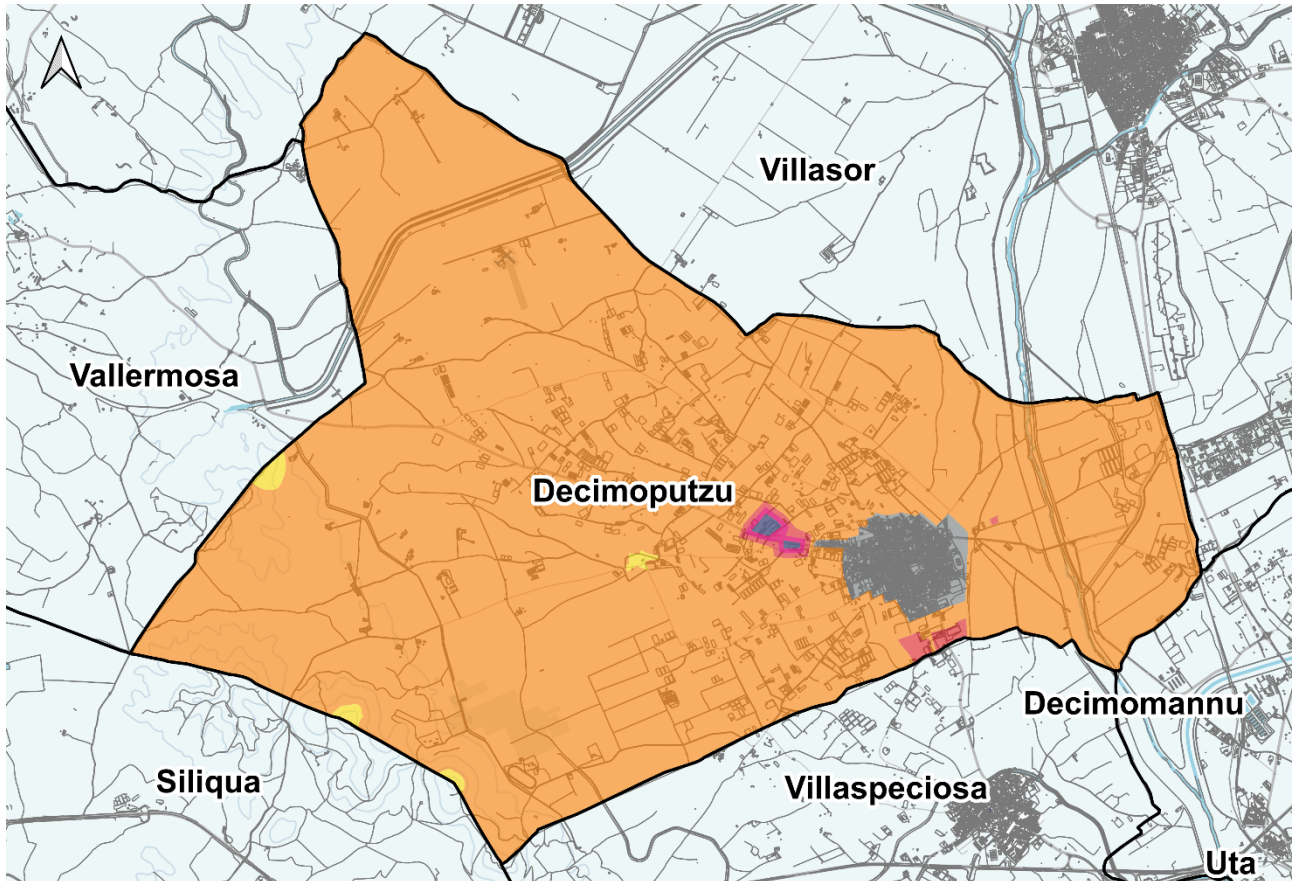 Villasor
Vallermosa
Decimoputzu
Decimomannu
Siliqua
Villaspeciosa
Uta